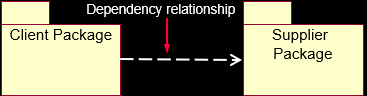 Dependency relationship
Client Package
Supplier
Package